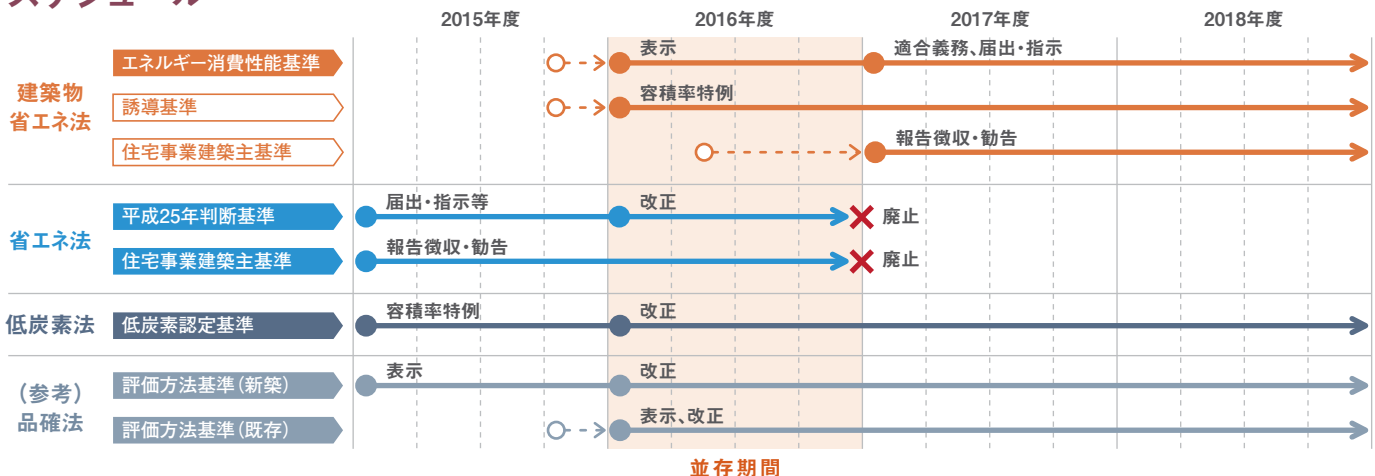 スケジュール
2015年度 2016年度 2017年度 2018年度
建築物
省エネ法
エネルギー消費性能基準 表示 適合義務、届出・指示
誘導基準 容積率特例
住宅事業建築主基準 報告徴収・勧告
省エネ法
平成25年判断基準 届出・指示等 改正 廃止
住宅事業建築主基準 報告徴収・勧告 廃止
低炭素法
低炭素認定基準 容積率特例 改正
(参考)
品確法
評価方法基準(新築) 表示 改正
評価方法基準(既存) 表示、改正
並存期間